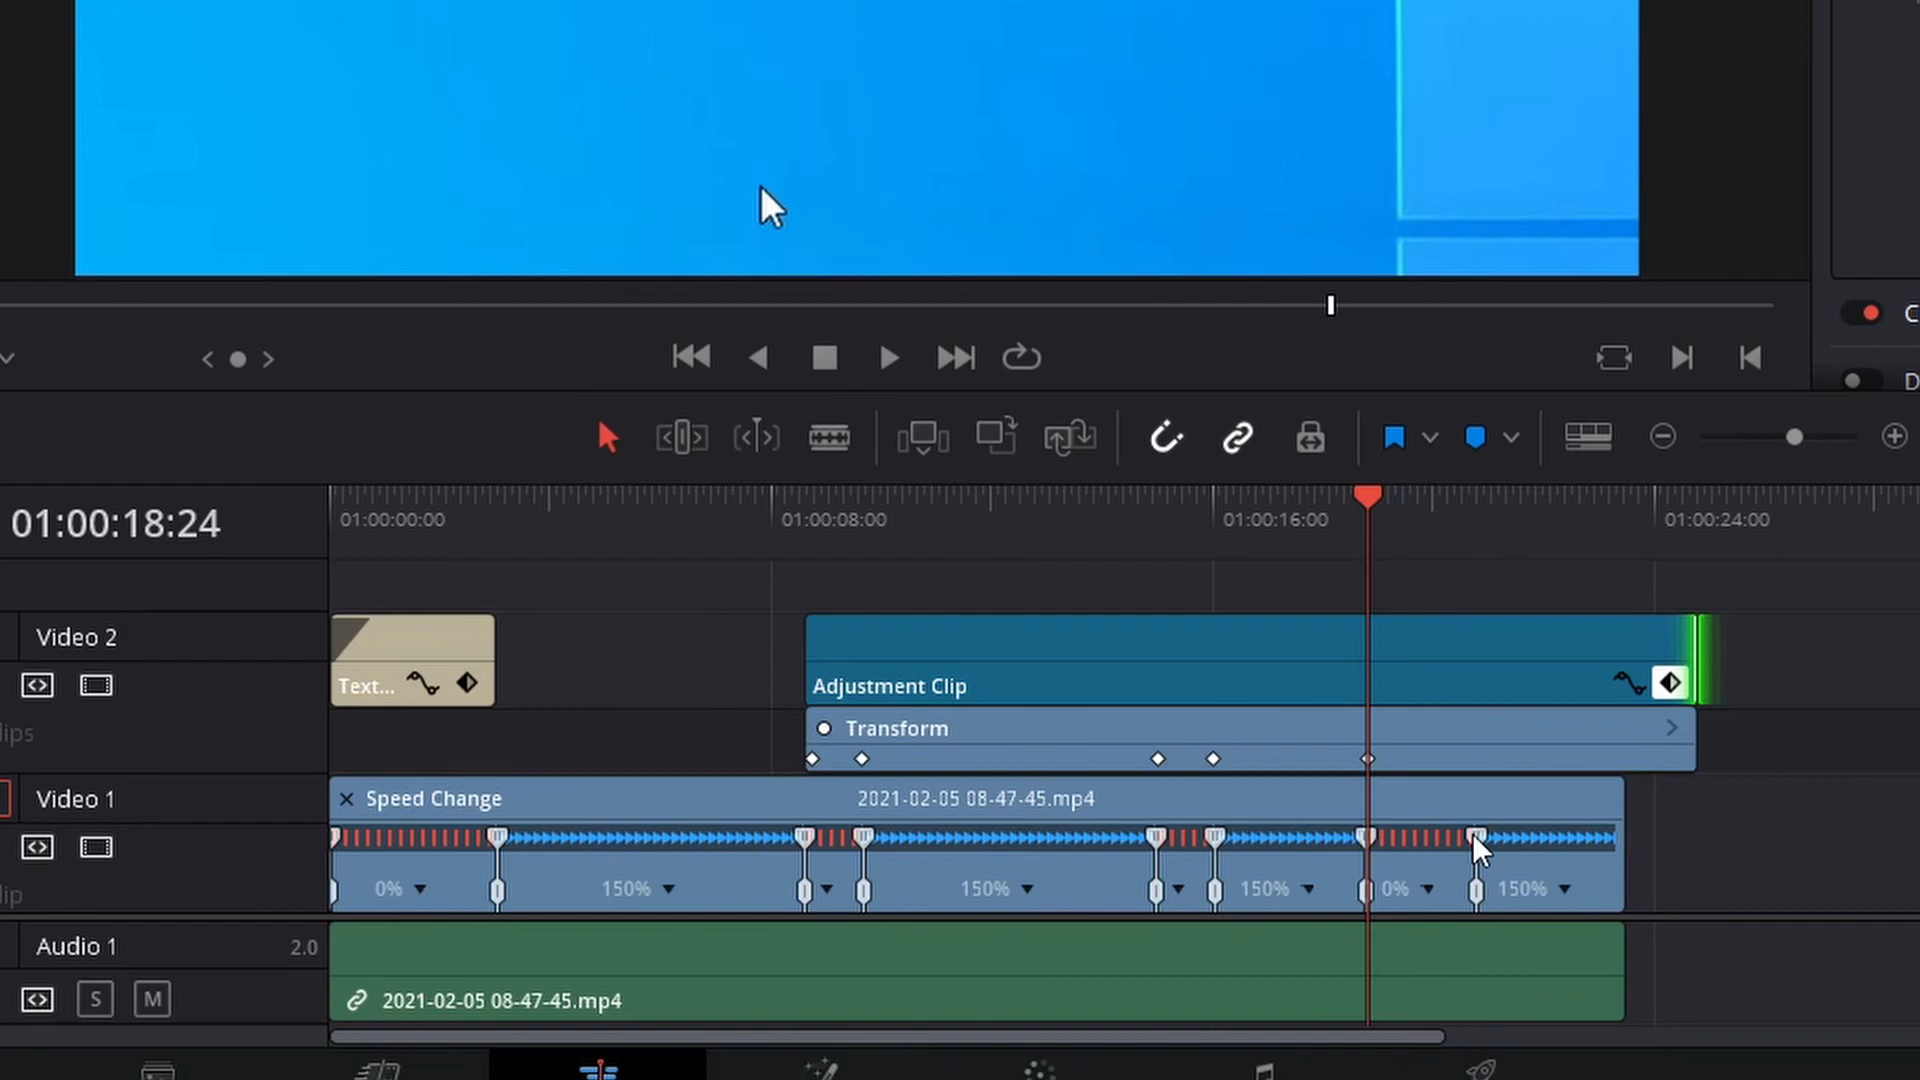 C
D
01:00:18:24
01:00:00:00
01:00:08:00
01:00:16:00
01:00:24:00
Video 2
Text...
Adjustment Clip
lips
Transform
Video 1
Speed Change
2021-02-05 08-47-45.mp4
lip
0%
150%
150%
150%
0%
150%
Audio 1
2.0
S
M
2021-02-05 08-47-45.mp4